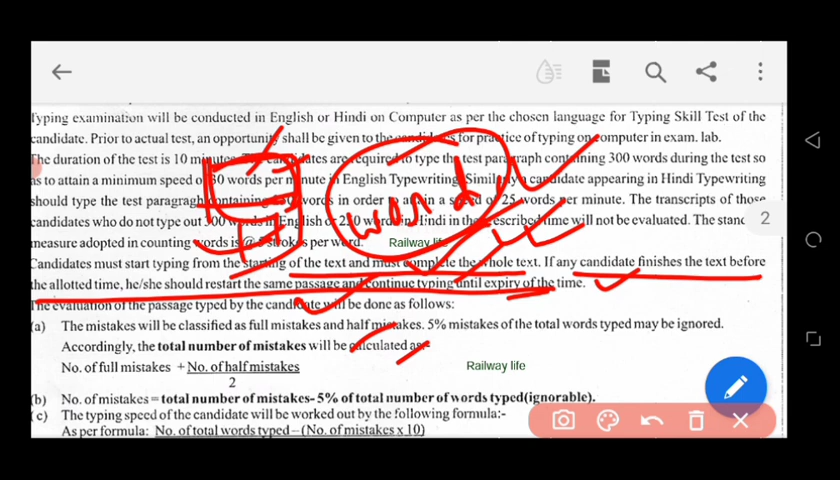 Typing examination will be conducted in English or Hindi on Computer as per the chosen language for Typing Skill Test of the
candidate. Prior to actual test, an opportunity shall be given to the candidates for practice of typing on computer in exam. lab.
The duration of the test is 10 minutes. The candidates are required to type the test paragraph containing 300 words during the test so
as to attain a minimum speed of 30 words per minute in English Typewriting. Similarly a candidate appearing in Hindi Typewriting
should type the test paragraph containing 250 words in order to attain a speed of 25 words per minute. The transcripts of those
candidates who do not type out 300 words in English or 250 words in Hindi in the prescribed time will not be evaluated. The
2
measure adopted in counting words is @ 5 strokes per word. Railway life
Candidates must start typing from the starting of the text and must complete the whole text. If any candidate finishes the text before
the allotted time, he/she should restart the same passage and continue typing until expiry of the time.
The evaluation of the passage typed by the candidate will be done as follows:
(a) The mistakes will be classified as full mistakes and half mistakes. 5% mistakes of the total words typed may be ignored.
Accordingly, the total number of mistakes will be calculated as:-
No. of full mistakes + No. of half mistakes
2
Railway life
(b) No. of mistakes = total number of mistakes- 5% of total number of words typed(ignorable).
(c) The typing speed of the candidate will be worked out by the following formula:-
As per formula: No. of total words typed – (No. of mistakes x 10)